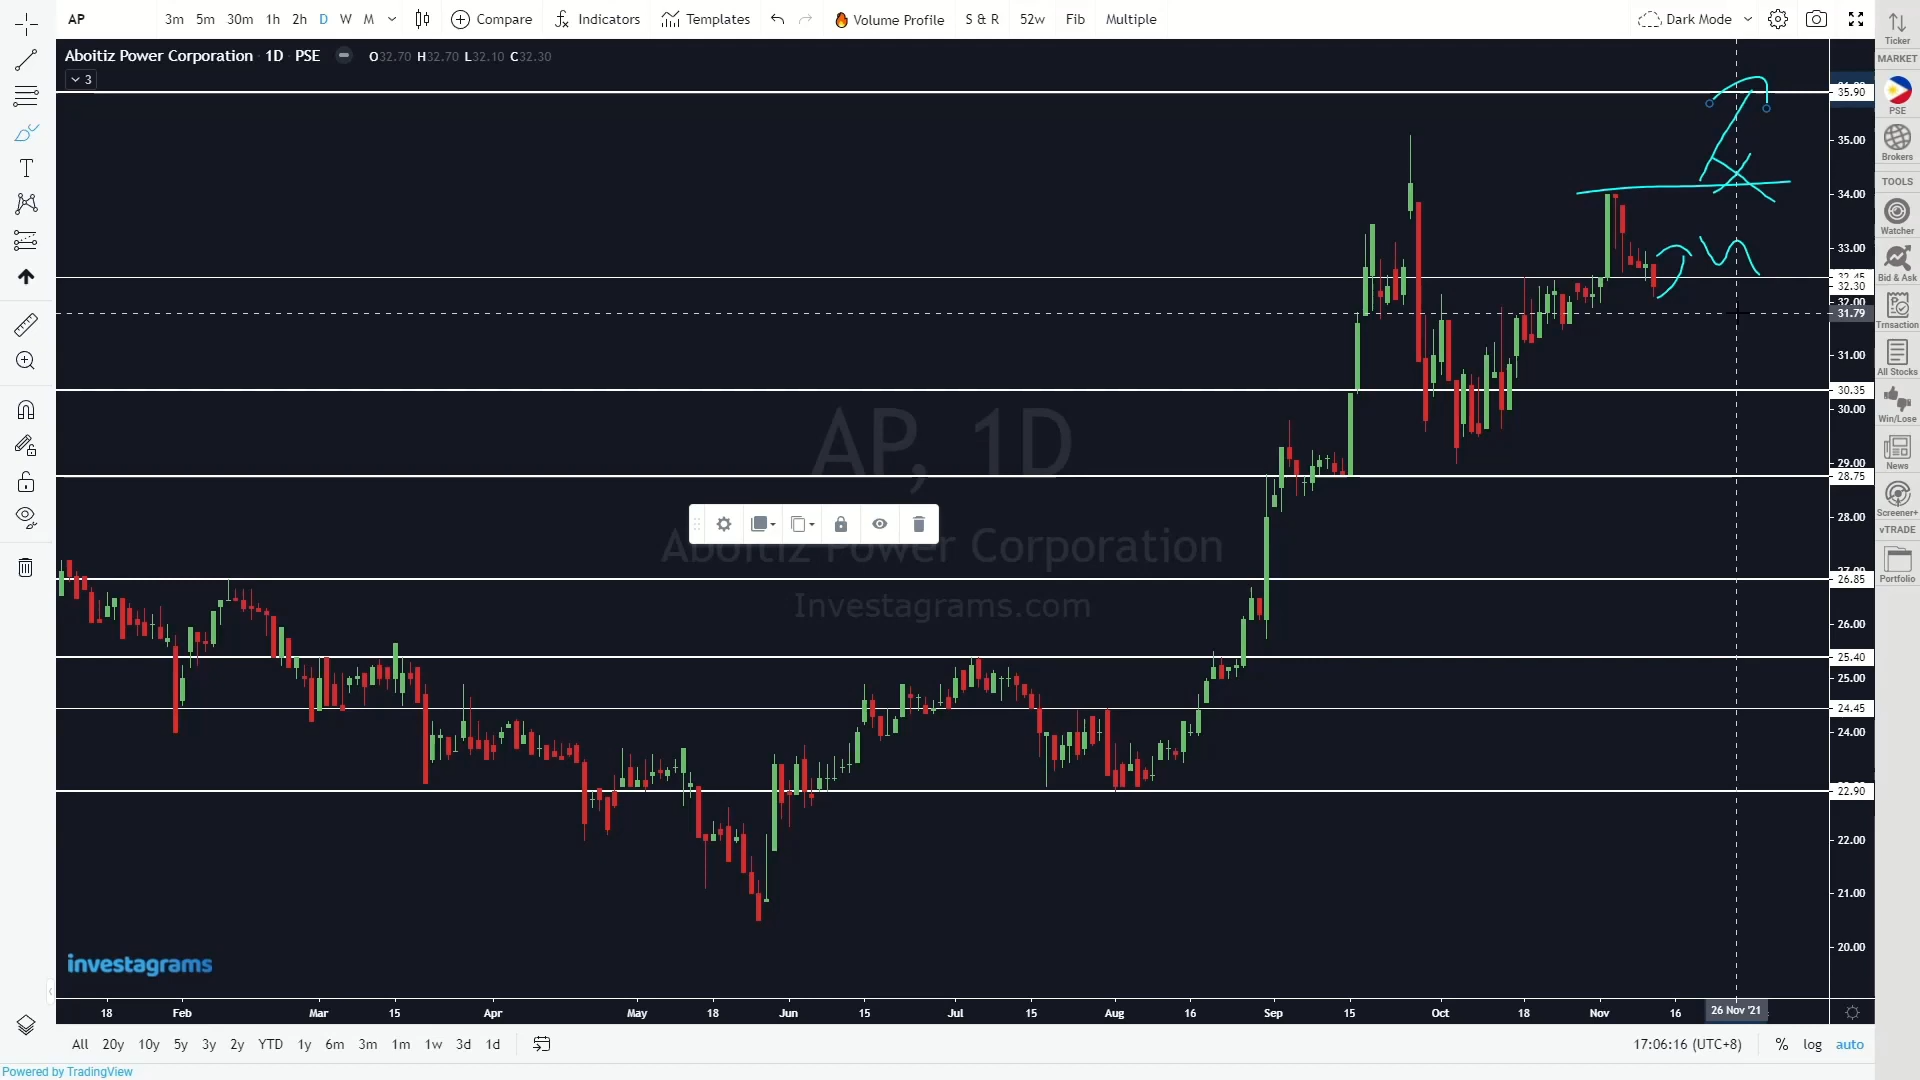 AP 3m 5m 30m 1h 2h D W M Compare Indicators Templates Volume Profile S & R 52w Fib Multiple Dark Mode
Aboitiz Power Corporation 1D PSE O32.70 H32.70 L32.10 C32.30
3
AP, 1D
Aboitiz Power Corporation
Investagrams.com
investagrams
35.90
35.00
34.00
33.00
32.45
32.30
32.00
31.79
31.00
30.35
30.00
29.00
28.75
28.00
27.00
26.85
26.00
25.40
25.00
24.45
24.00
22.90
22.00
21.00
20.00
18 Feb Mar 15 Apr May 18 Jun 15 Jul 15 Aug 16 Sep 15 Oct 18 Nov 16 26 Nov '21
All 20y 10y 5y 3y 2y YTD 1y 6m 3m 1m 1w 3d 1d 17:06:16 (UTC+8) % log auto
Powered by TradingView
Ticker
MARKET
PSE
Brokers
TOOLS
Watcher
Bid & Ask
Trnsaction
All Stocks
Win/Lose
News
Screener+
vTRADE
Portfolio